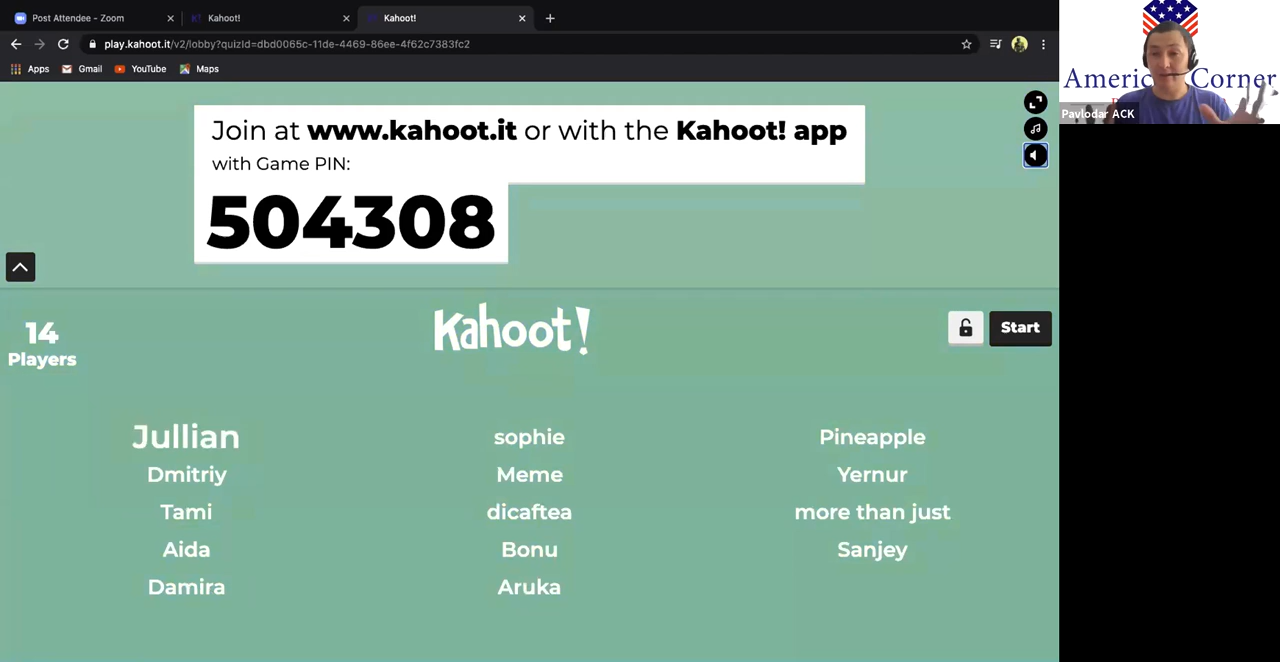 Post Attendee - Zoom
Kahoot!
Kahoot!
play.kahoot.it/v2/lobby?quizId=dbd0065c-11de-4469-86ee-4f62c7383fc2
Apps Gmail YouTube Maps
Join at www.kahoot.it or with the Kahoot! app
with Game PIN:
504308
14
Players
Kahoot!
Start
Jullian sophie Pineapple
Dmitriy Meme Yernur
Tami dicaftea more than just
Aida Bonu Sanjey
Damira Aruka
Americ Corner
Pavlodar ACK